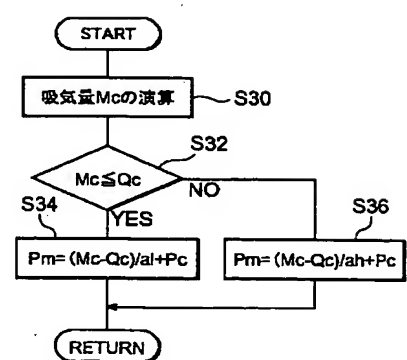 START
吸気量Mcの演算
S30
S32
Mc≦Qc
NO
S34
YES
S36
Pm=(Mc-Qc)/al+Pc
Pm=(Mc-Qc)/ah+Pc
RETURN